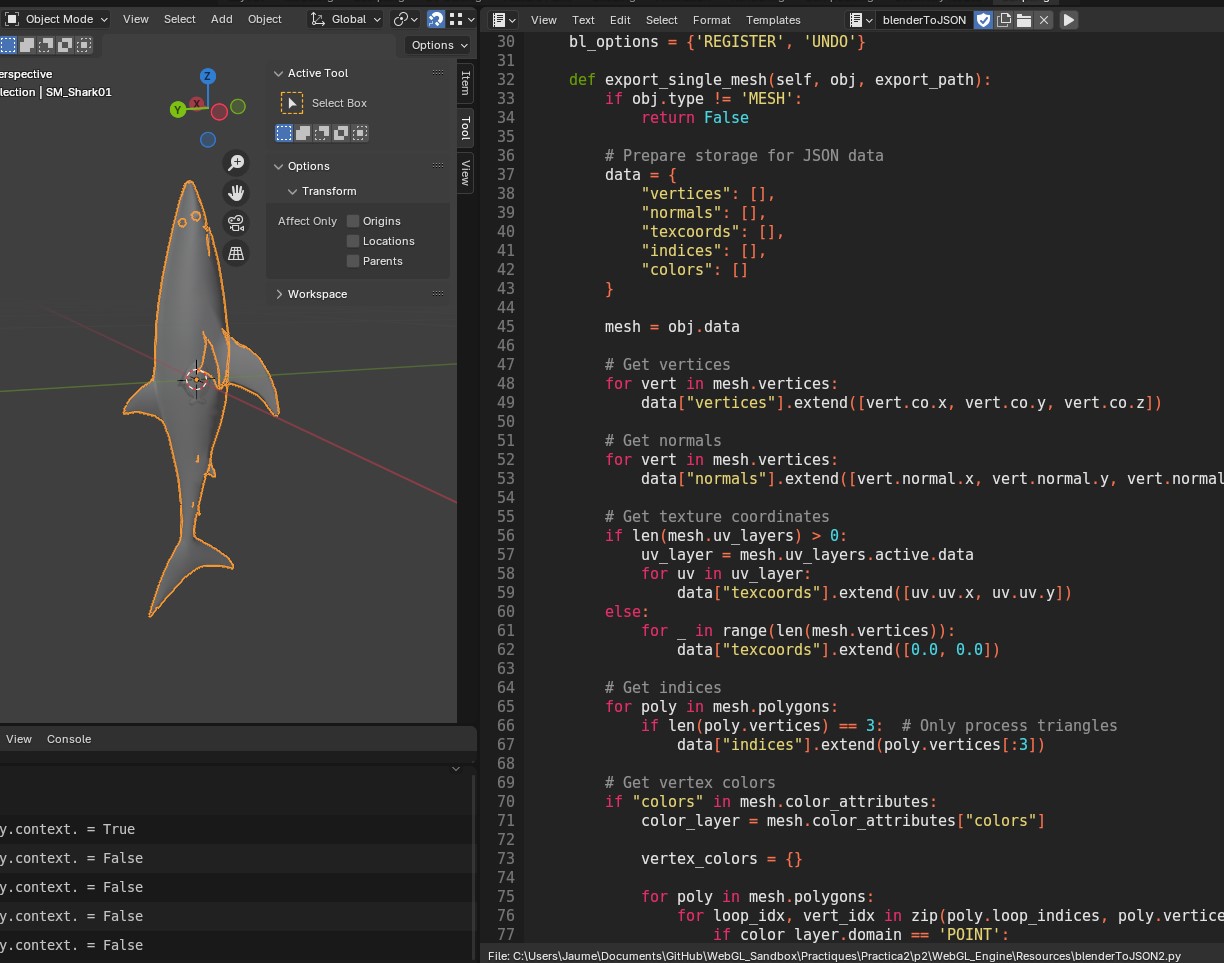 Object Mode View Select Add Object Global
Options
erspective
lection | SM_Shark01
Z
Y
X
Active Tool
Select Box
Options
Transform
Affect Only Origins
Locations
Parents
Workspace
Item
Tool
View
View Console
y.context. = True
y.context. = False
y.context. = False
y.context. = False
y.context. = False
View Text Edit Select Format Templates blenderToJSON
30 bl_options = {'REGISTER', 'UNDO'}
31
32 def export_single_mesh(self, obj, export_path):
33 if obj.type != 'MESH':
34 return False
35
36 # Prepare storage for JSON data
37 data = {
38 "vertices": [],
39 "normals": [],
40 "texcoords": [],
41 "indices": [],
42 "colors": []
43 }
44
45 mesh = obj.data
46
47 # Get vertices
48 for vert in mesh.vertices:
49 data["vertices"].extend([vert.co.x, vert.co.y, vert.co.z])
50
51 # Get normals
52 for vert in mesh.vertices:
53 data["normals"].extend([vert.normal.x, vert.normal.y, vert.normal
54
55 # Get texture coordinates
56 if len(mesh.uv_layers) > 0:
57 uv_layer = mesh.uv_layers.active.data
58 for uv in uv_layer:
59 data["texcoords"].extend([uv.uv.x, uv.uv.y])
60 else:
61 for _ in range(len(mesh.vertices)):
62 data["texcoords"].extend([0.0, 0.0])
63
64 # Get indices
65 for poly in mesh.polygons:
66 if len(poly.vertices) == 3: # Only process triangles
67 data["indices"].extend(poly.vertices[:3])
68
69 # Get vertex colors
70 if "colors" in mesh.color_attributes:
71 color_layer = mesh.color_attributes["colors"]
72
73 vertex_colors = {}
74
75 for poly in mesh.polygons:
76 for loop_idx, vert_idx in zip(poly.loop_indices, poly.vertice
77 if color_layer.domain == 'POINT':
File: C:\Users\Jaume\Documents\GitHub\WebGL_Sandbox\Practiques\Practica2\p2\WebGL_Engine\Resources\blenderToJSON2.py